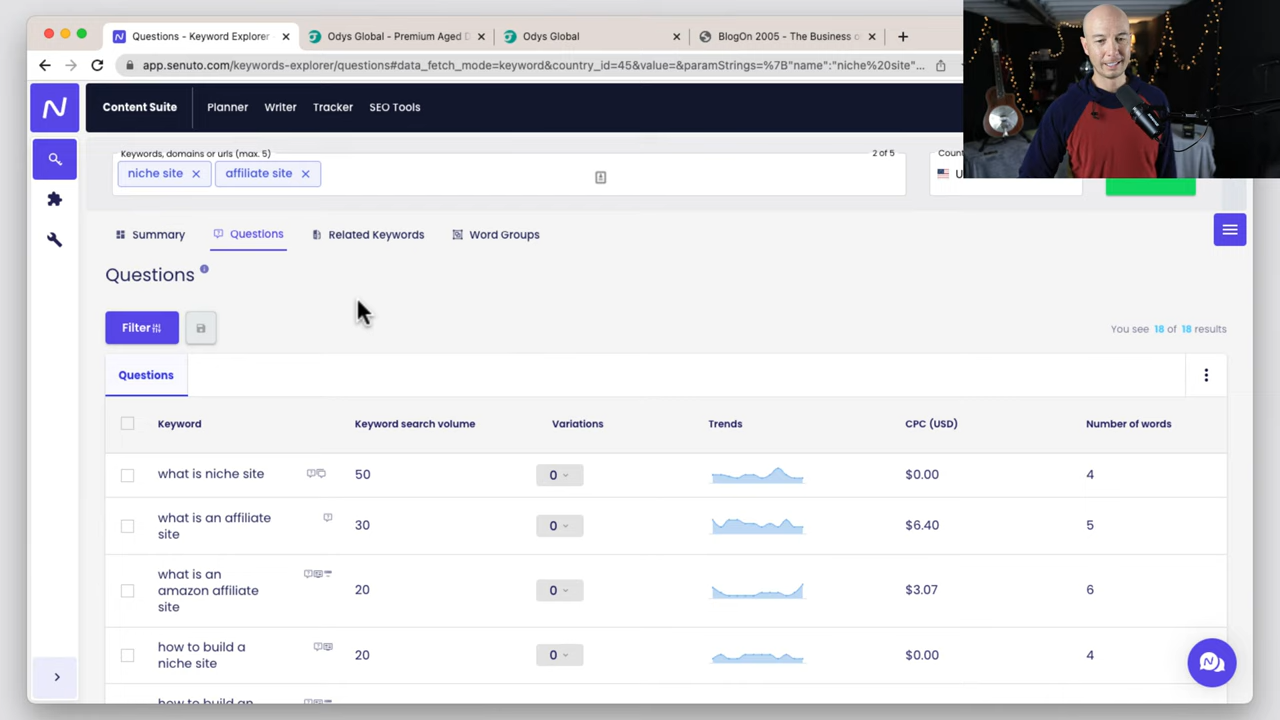 Questions - Keyword Explorer
Odys Global - Premium Aged D
Odys Global
BlogOn 2005 - The Business o
app.senuto.com/keywords-explorer/questions#data_fetch_mode=keyword&country_id=45&value=&paramStrings=%7B"name":"niche%20site"...
Content Suite
Planner
Writer
Tracker
SEO Tools
Keywords, domains or urls (max. 5)
2 of 5
Coun
niche site
affiliate site
U
Summary
Questions
Related Keywords
Word Groups
Questions
Filter
You see 18 of 18 results
Questions
Keyword
Keyword search volume
Variations
Trends
CPC (USD)
Number of words
what is niche site
50
0
$0.00
4
what is an affiliate
site
30
0
$6.40
5
what is an
amazon affiliate
site
20
0
$3.07
6
how to build a
niche site
20
0
$0.00
4
how to build an